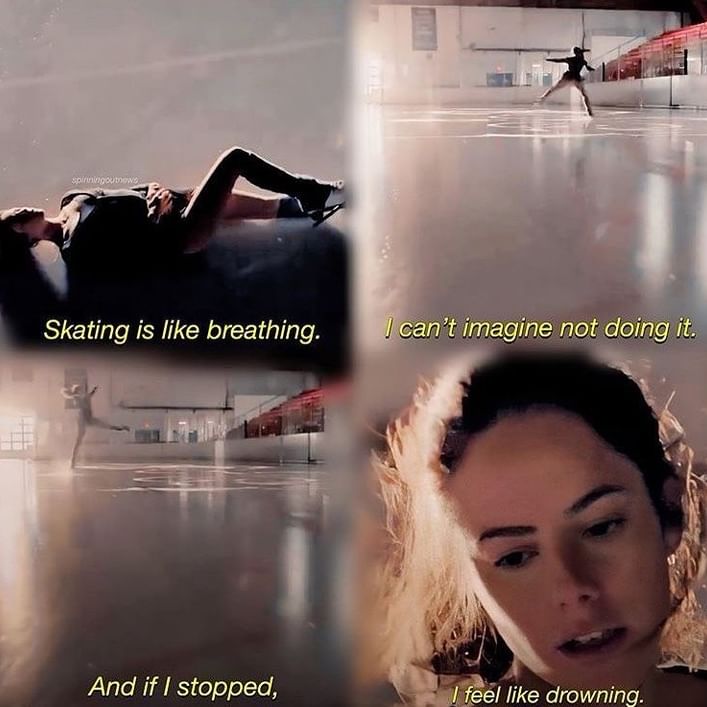 spinningoutnews
Skating is like breathing.
I can't imagine not doing it.
And if I stopped,
I feel like drowning.